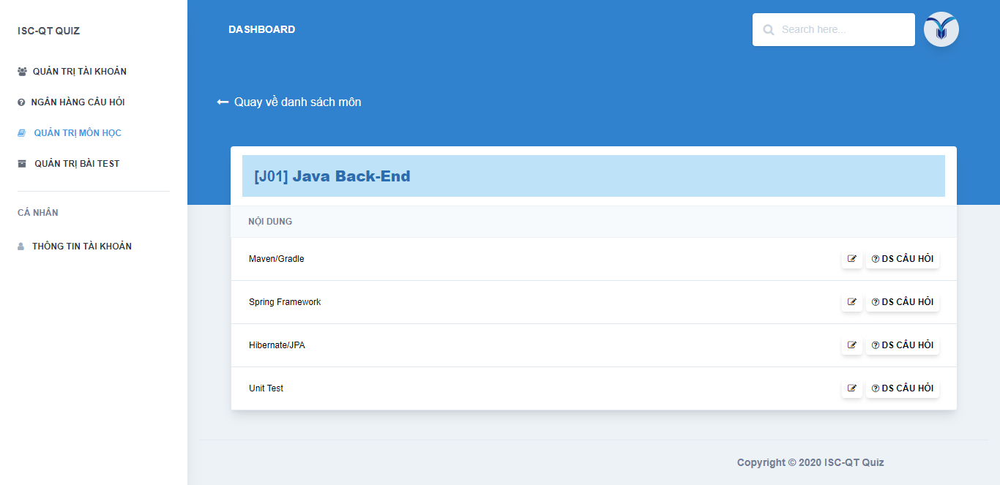 ISC-QT QUIZ
DASHBOARD
Search here...
QUẢN TRỊ TÀI KHOẢN
NGÂN HÀNG CÂU HỎI
QUẢN TRỊ MÔN HỌC
QUẢN TRỊ BÀI TEST
CÁ NHÂN
THÔNG TIN TÀI KHOẢN
Quay về danh sách môn
[J01] Java Back-End
NỘI DUNG
Maven/Gradle
DS CÂU HỎI
Spring Framework
DS CÂU HỎI
Hibernate/JPA
DS CÂU HỎI
Unit Test
DS CÂU HỎI
Copyright © 2020 ISC-QT Quiz